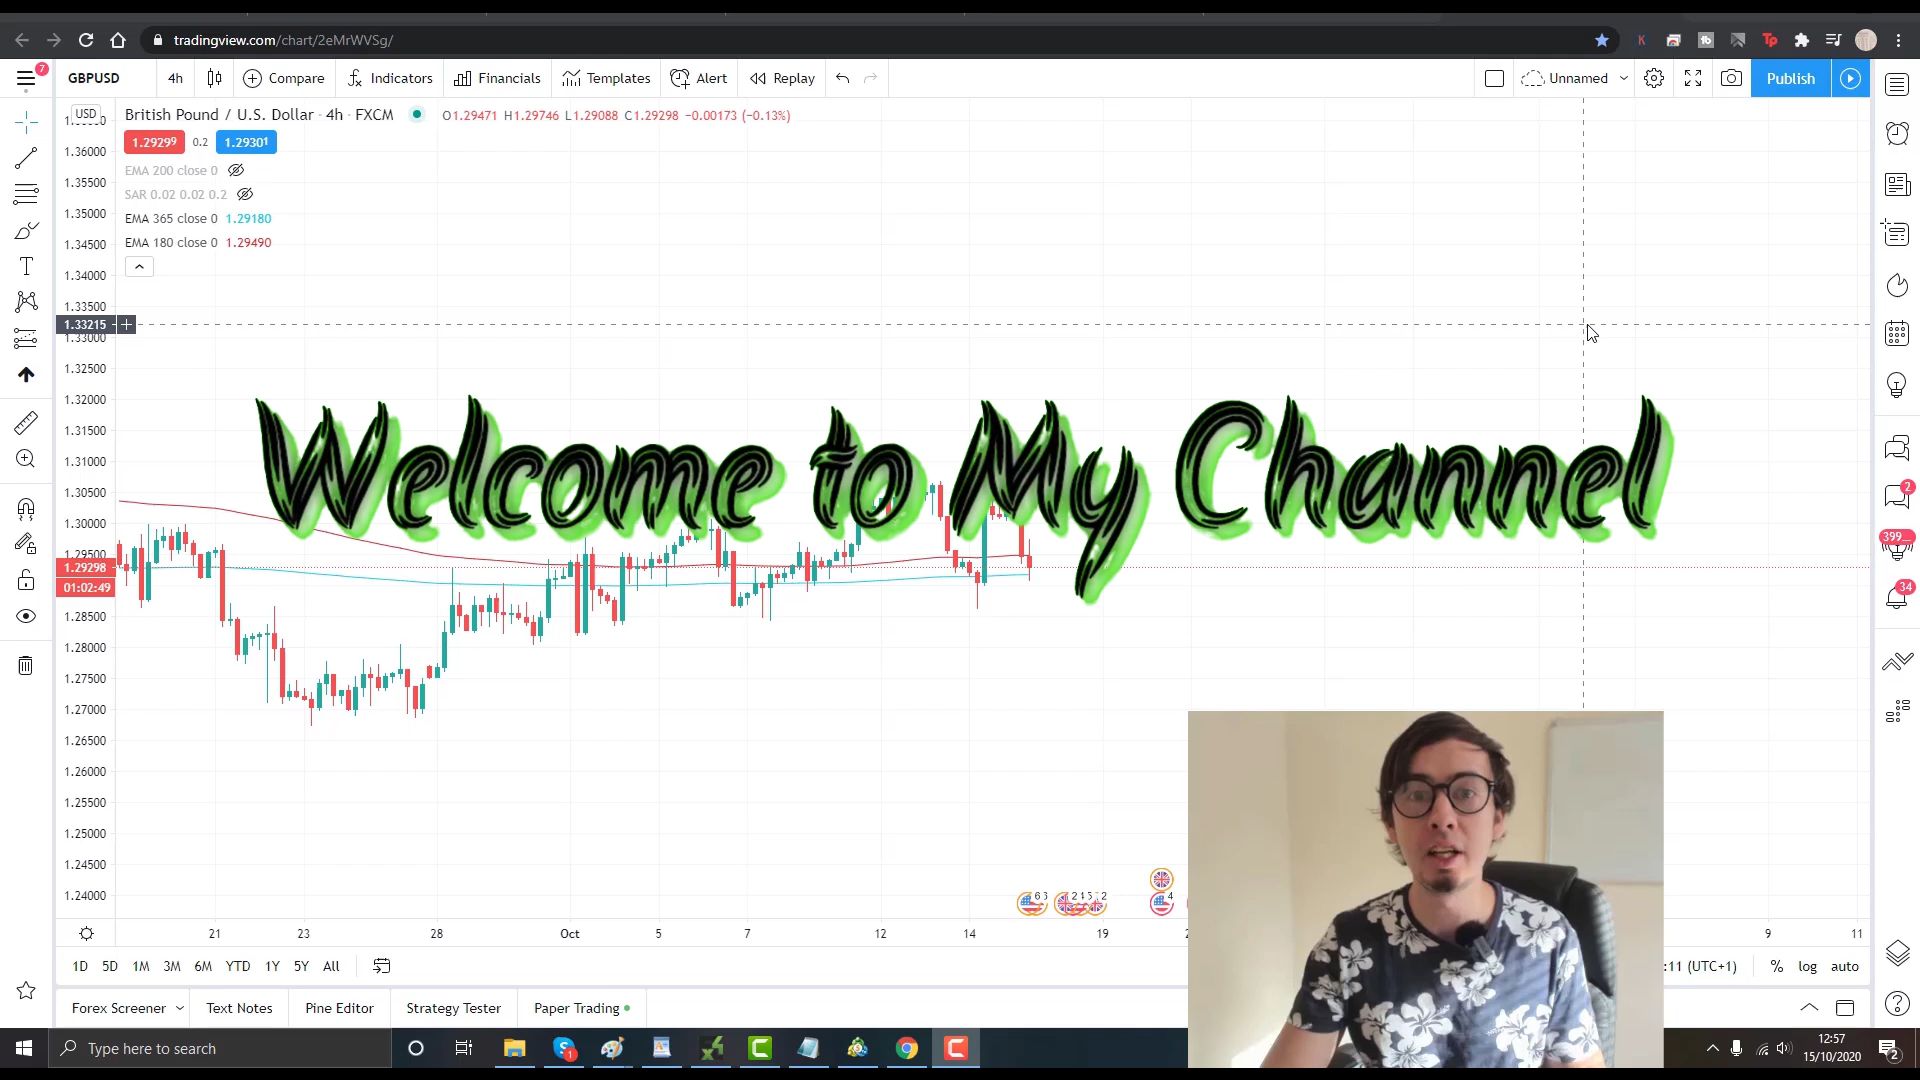 tradingview.com/chart/2eMrWVSg/
7
GBPUSD 4h Compare Indicators Financials Templates Alert Replay Unnamed Publish
USD British Pound / U.S. Dollar · 4h · FXCM O1.29471 H1.29746 L1.29088 C1.29298 −0.00173 (−0.13%)
1.29299 0.2 1.29301
EMA 200 close 0
SAR 0.02 0.02 0.2
EMA 365 close 0 1.29180
EMA 180 close 0 1.29490
1.36000
1.35500
1.35000
1.34500
1.34000
1.33500
1.33215
1.33000
1.32500
1.32000
1.31500
1.31000
1.30500
1.30000
1.29500
1.29298
01:02:49
1.28500
1.28000
1.27500
1.27000
1.26500
1.26000
1.25500
1.25000
1.24500
1.24000
Welcome to My Channel
2
399
34
21 23 28 Oct 5 7 12 14 19 9 11
1D 5D 1M 3M 6M YTD 1Y 5Y All :11 (UTC+1) % log auto
Forex Screener Text Notes Pine Editor Strategy Tester Paper Trading
Type here to search
12:57
15/10/2020
2